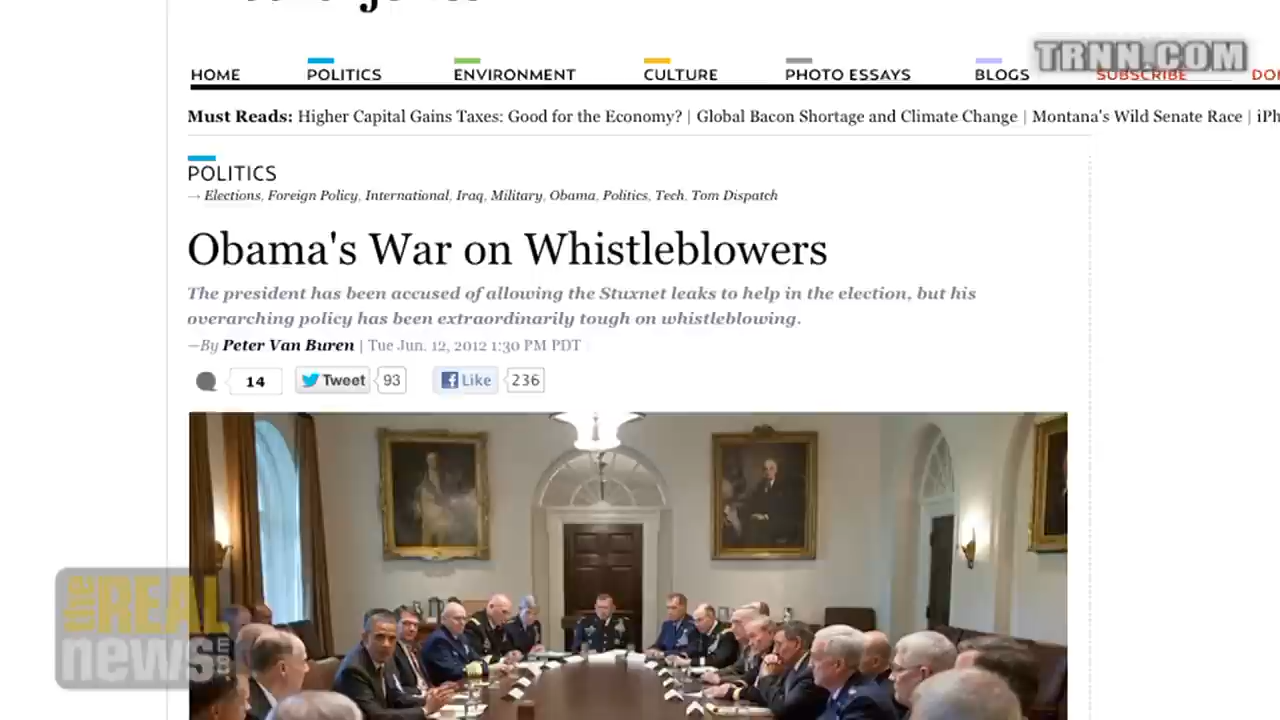 TRNN.COM
HOME POLITICS ENVIRONMENT CULTURE PHOTO ESSAYS BLOGS SUBSCRIBE
Must Reads: Higher Capital Gains Taxes: Good for the Economy? | Global Bacon Shortage and Climate Change | Montana's Wild Senate Race | iPh
POLITICS
→ Elections, Foreign Policy, International, Iraq, Military, Obama, Politics, Tech, Tom Dispatch
Obama's War on Whistleblowers
The president has been accused of allowing the Stuxnet leaks to help in the election, but his
overarching policy has been extraordinarily tough on whistleblowing.
—By Peter Van Buren | Tue Jun. 12, 2012 1:30 PM PDT
14 Tweet 93 Like 236
the REAL
news